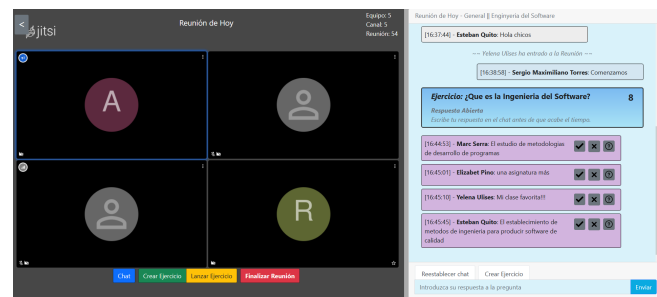 <
jitsi
Reunión de Hoy
Equipo: 5
Canal: 5
Reunión: 54
A
R
Chat
Crear Ejercicio
Lanzar Ejercicio
Finalizar Reunión
Reunión de Hoy - General || Enginyeria del Software
[16:37:44] - Esteban Quito: Hola chicos
~~ Yelena Ulises ha entrado a la Reunión ~~
[16:38:58] - Sergio Maximiliano Torres: Comenzamos
Ejercicio: ¿Que es la Ingenieria del Software?
8
Respuesta Abierta
Escribe tu respuesta en el chat antes de que acabe el tiempo.
[16:44:53] - Marc Serra: El estudio de metodologias
de desarrollo de programas
[16:45:01] - Elizabet Pino: una asignatura más
[16:45:10] - Yelena Ulises: Mi clase favorita!!!
[16:45:45] - Esteban Quito: El establecimiento de
metodos de ingenieria para producir software de
calidad
Reestablecer chat
Crear Ejercicio
Introduzca su respuesta a la pregunta
Enviar